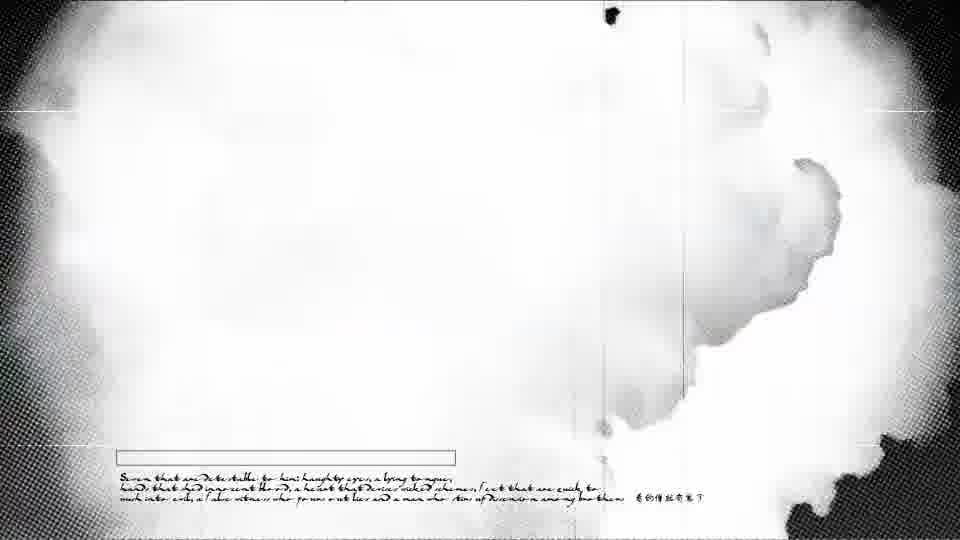 Seven that are detestable to him: haughty eyes, a lying tongue,
hands that shed innocent blood, a heart that devises wicked schemes, feet that are quick to
rush into evil, a false witness who pours out lies and a man who stirs up dissension among brothers